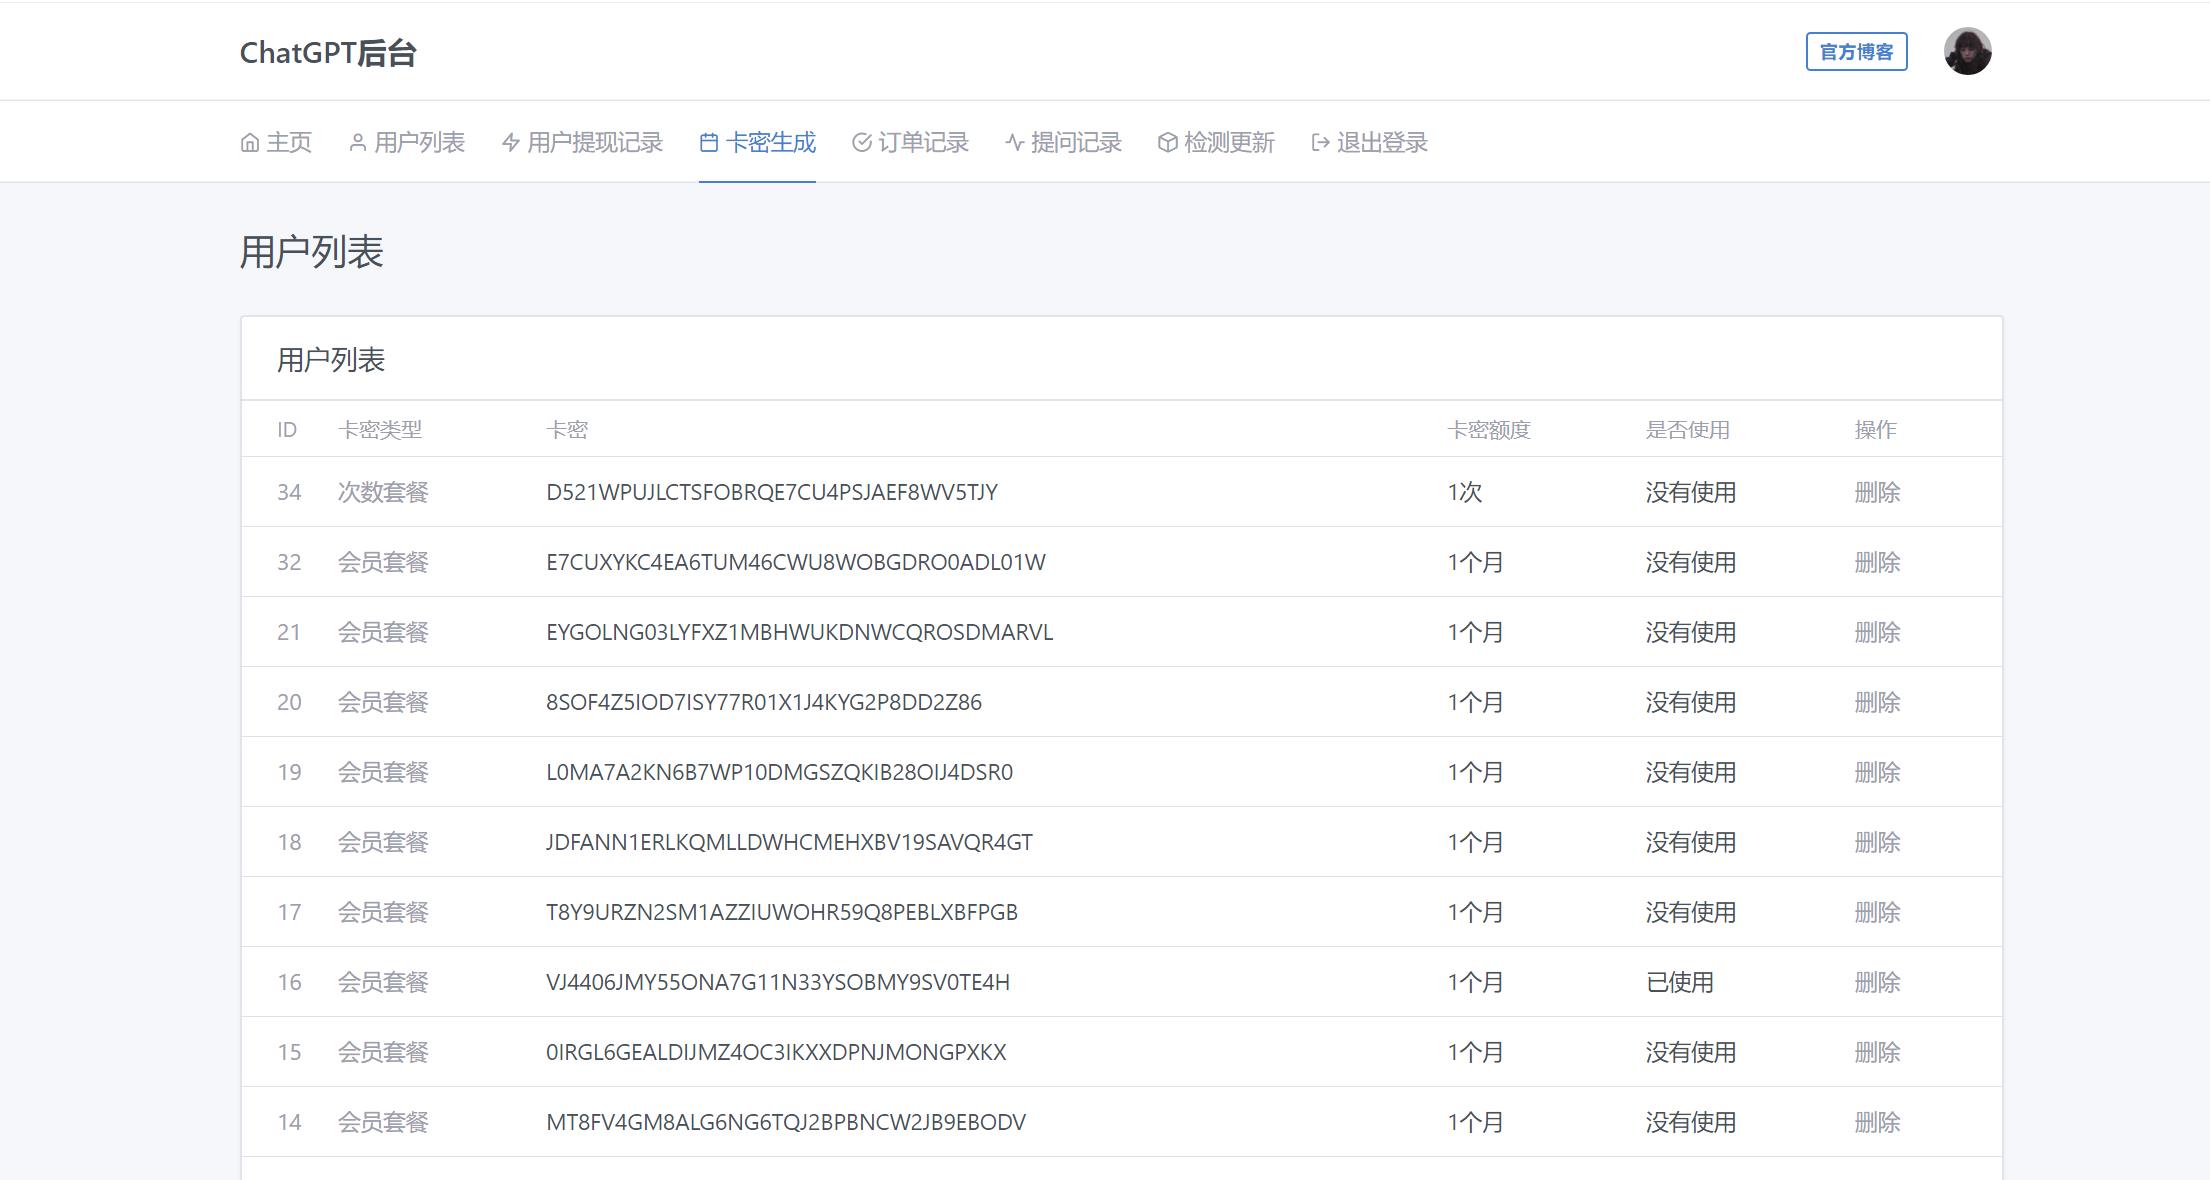 ChatGPT后台 官方博客
主页 用户列表 用户提现记录 卡密生成 订单记录 提问记录 检测更新 退出登录
用户列表
用户列表
ID 卡密类型 卡密 卡密额度 是否使用 操作
34 次数套餐 D521WPUJLCTSFOBRQE7CU4PSJAEF8WV5TJY 1次 没有使用 删除
32 会员套餐 E7CUXYKC4EA6TUM46CWU8WOBGDRO0ADL01W 1个月 没有使用 删除
21 会员套餐 EYGOLNG03LYFXZ1MBHWUKDNWCQROSDMARVL 1个月 没有使用 删除
20 会员套餐 8SOF4Z5IOD7ISY77R01X1J4KYG2P8DD2Z86 1个月 没有使用 删除
19 会员套餐 L0MA7A2KN6B7WP10DMGSZQKIB28OIJ4DSR0 1个月 没有使用 删除
18 会员套餐 JDFANN1ERLKQMLLDWHCMEHXBV19SAVQR4GT 1个月 没有使用 删除
17 会员套餐 T8Y9URZN2SM1AZZIUWOHR59Q8PEBLXBFPGB 1个月 没有使用 删除
16 会员套餐 VJ4406JMY55ONA7G11N33YSOBMY9SV0TE4H 1个月 已使用 删除
15 会员套餐 0IRGL6GEALDIJMZ4OC3IKXXDPNJMONGPXKX 1个月 没有使用 删除
14 会员套餐 MT8FV4GM8ALG6NG6TQJ2BPBNCW2JB9EBODV 1个月 没有使用 删除